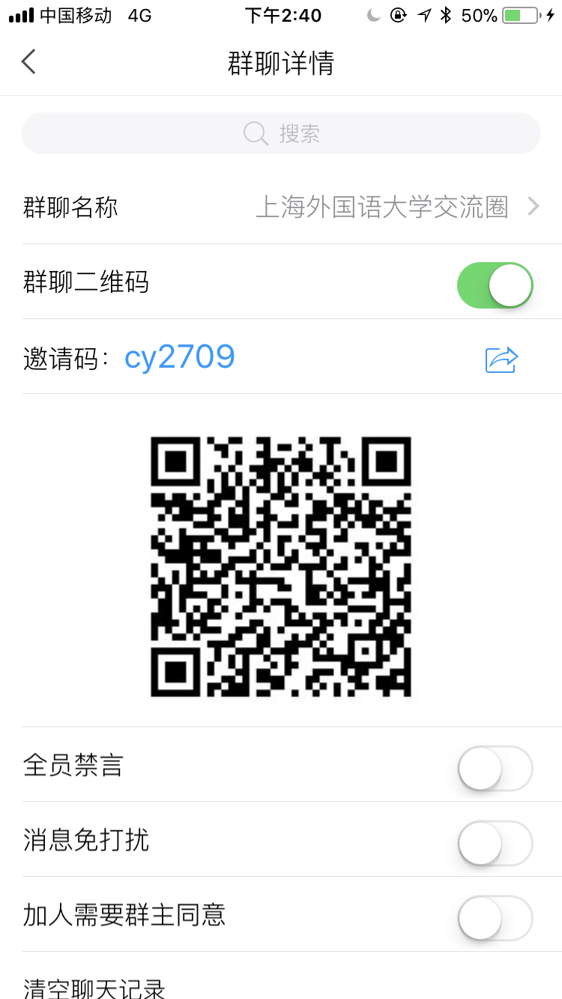 中国移动 4G 下午2:40 50%
群聊详情
搜索
群聊名称 上海外国语大学交流圈
群聊二维码
邀请码：cy2709
全员禁言
消息免打扰
加人需要群主同意
清空聊天记录